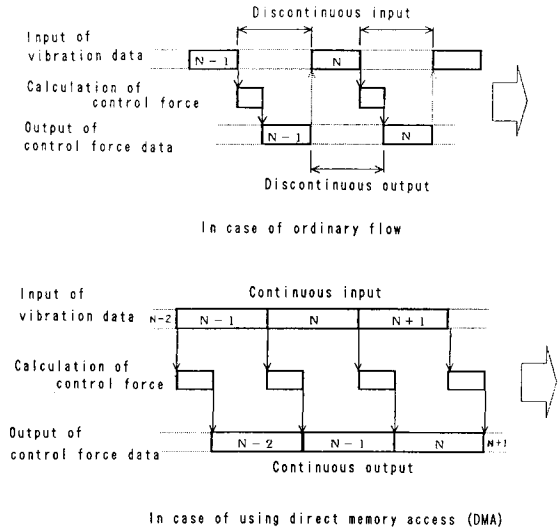 Discontinuous input
Input of
vibration data
N-1
N
Calculation of
control force
Output of
control force data
N-1
N
Discontinuous output
In case of ordinary flow
Input of
vibration data
Continuous input
N-2
N-1
N
N+1
Calculation of
control force
Output of
control force data
N-2
N-1
N
N+1
Continuous output
In case of using direct memory access (DMA)